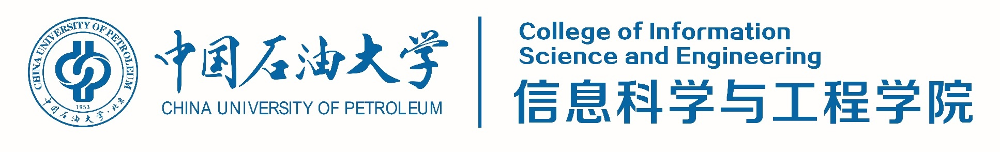 CHINA UNIVERSITY OF PETROLEUM
1953
中国石油大学·北京
中国石油大学
CHINA UNIVERSITY OF PETROLEUM
College of Information
Science and Engineering
信息科学与工程学院